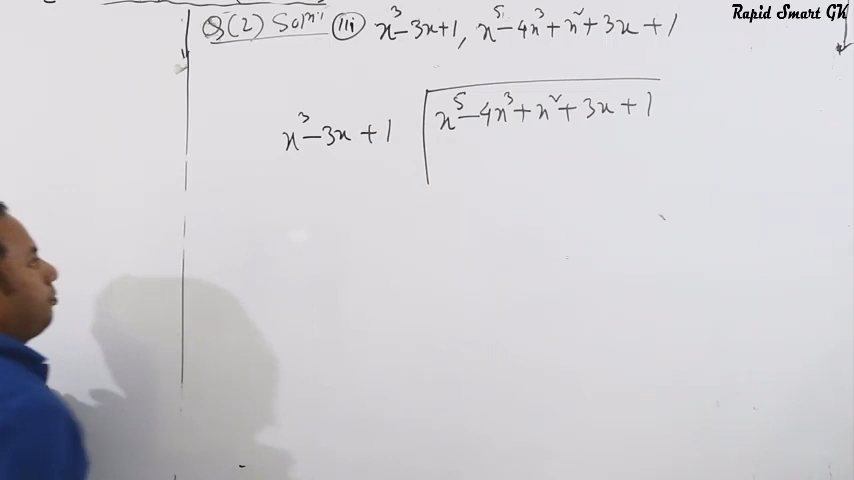 Rapid Smart GK
Q(2) Soln: (iii) x³-3x+1, x⁵-4x³+x²+3x+1
x³-3x+1 x⁵-4x³+x²+3x+1